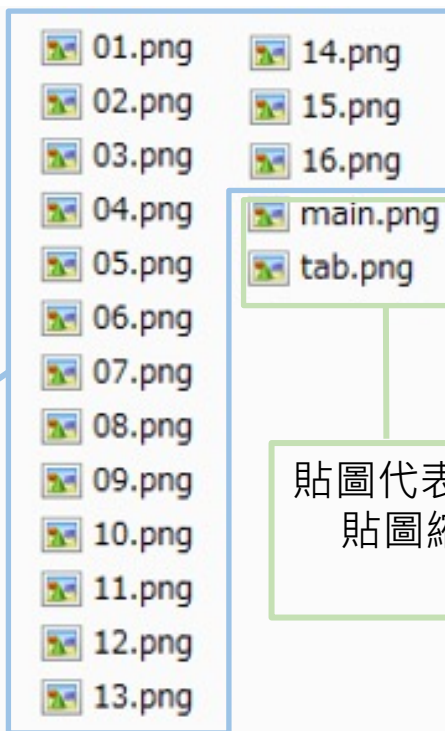 01.png
02.png
03.png
04.png
05.png
06.png
07.png
08.png
09.png
10.png
11.png
12.png
13.png
14.png
15.png
16.png
main.png
tab.png
貼圖代表
貼圖縮